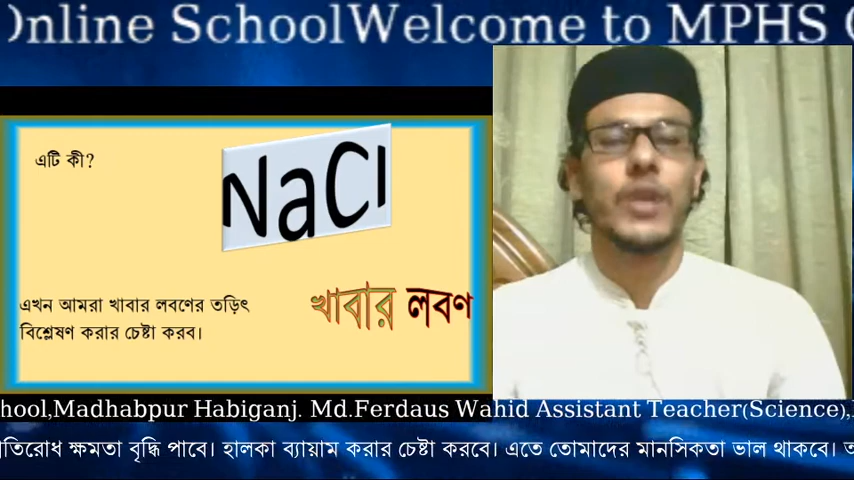 Online SchoolWelcome to MPHS
এটি কী?
NaCl
এখন আমরা খাবার লবণের তড়িৎ
বিশ্লেষণ করার চেষ্টা করব।
খাবার লবণ
hool,Madhabpur Habiganj. Md.Ferdaus Wahid Assistant Teacher(Science),
ক্ষমতা বৃদ্ধি পাবে। হালকা ব্যায়াম করার চেষ্টা করবে। এতে তোমাদের মানসিকতা ভাল থাকবে।